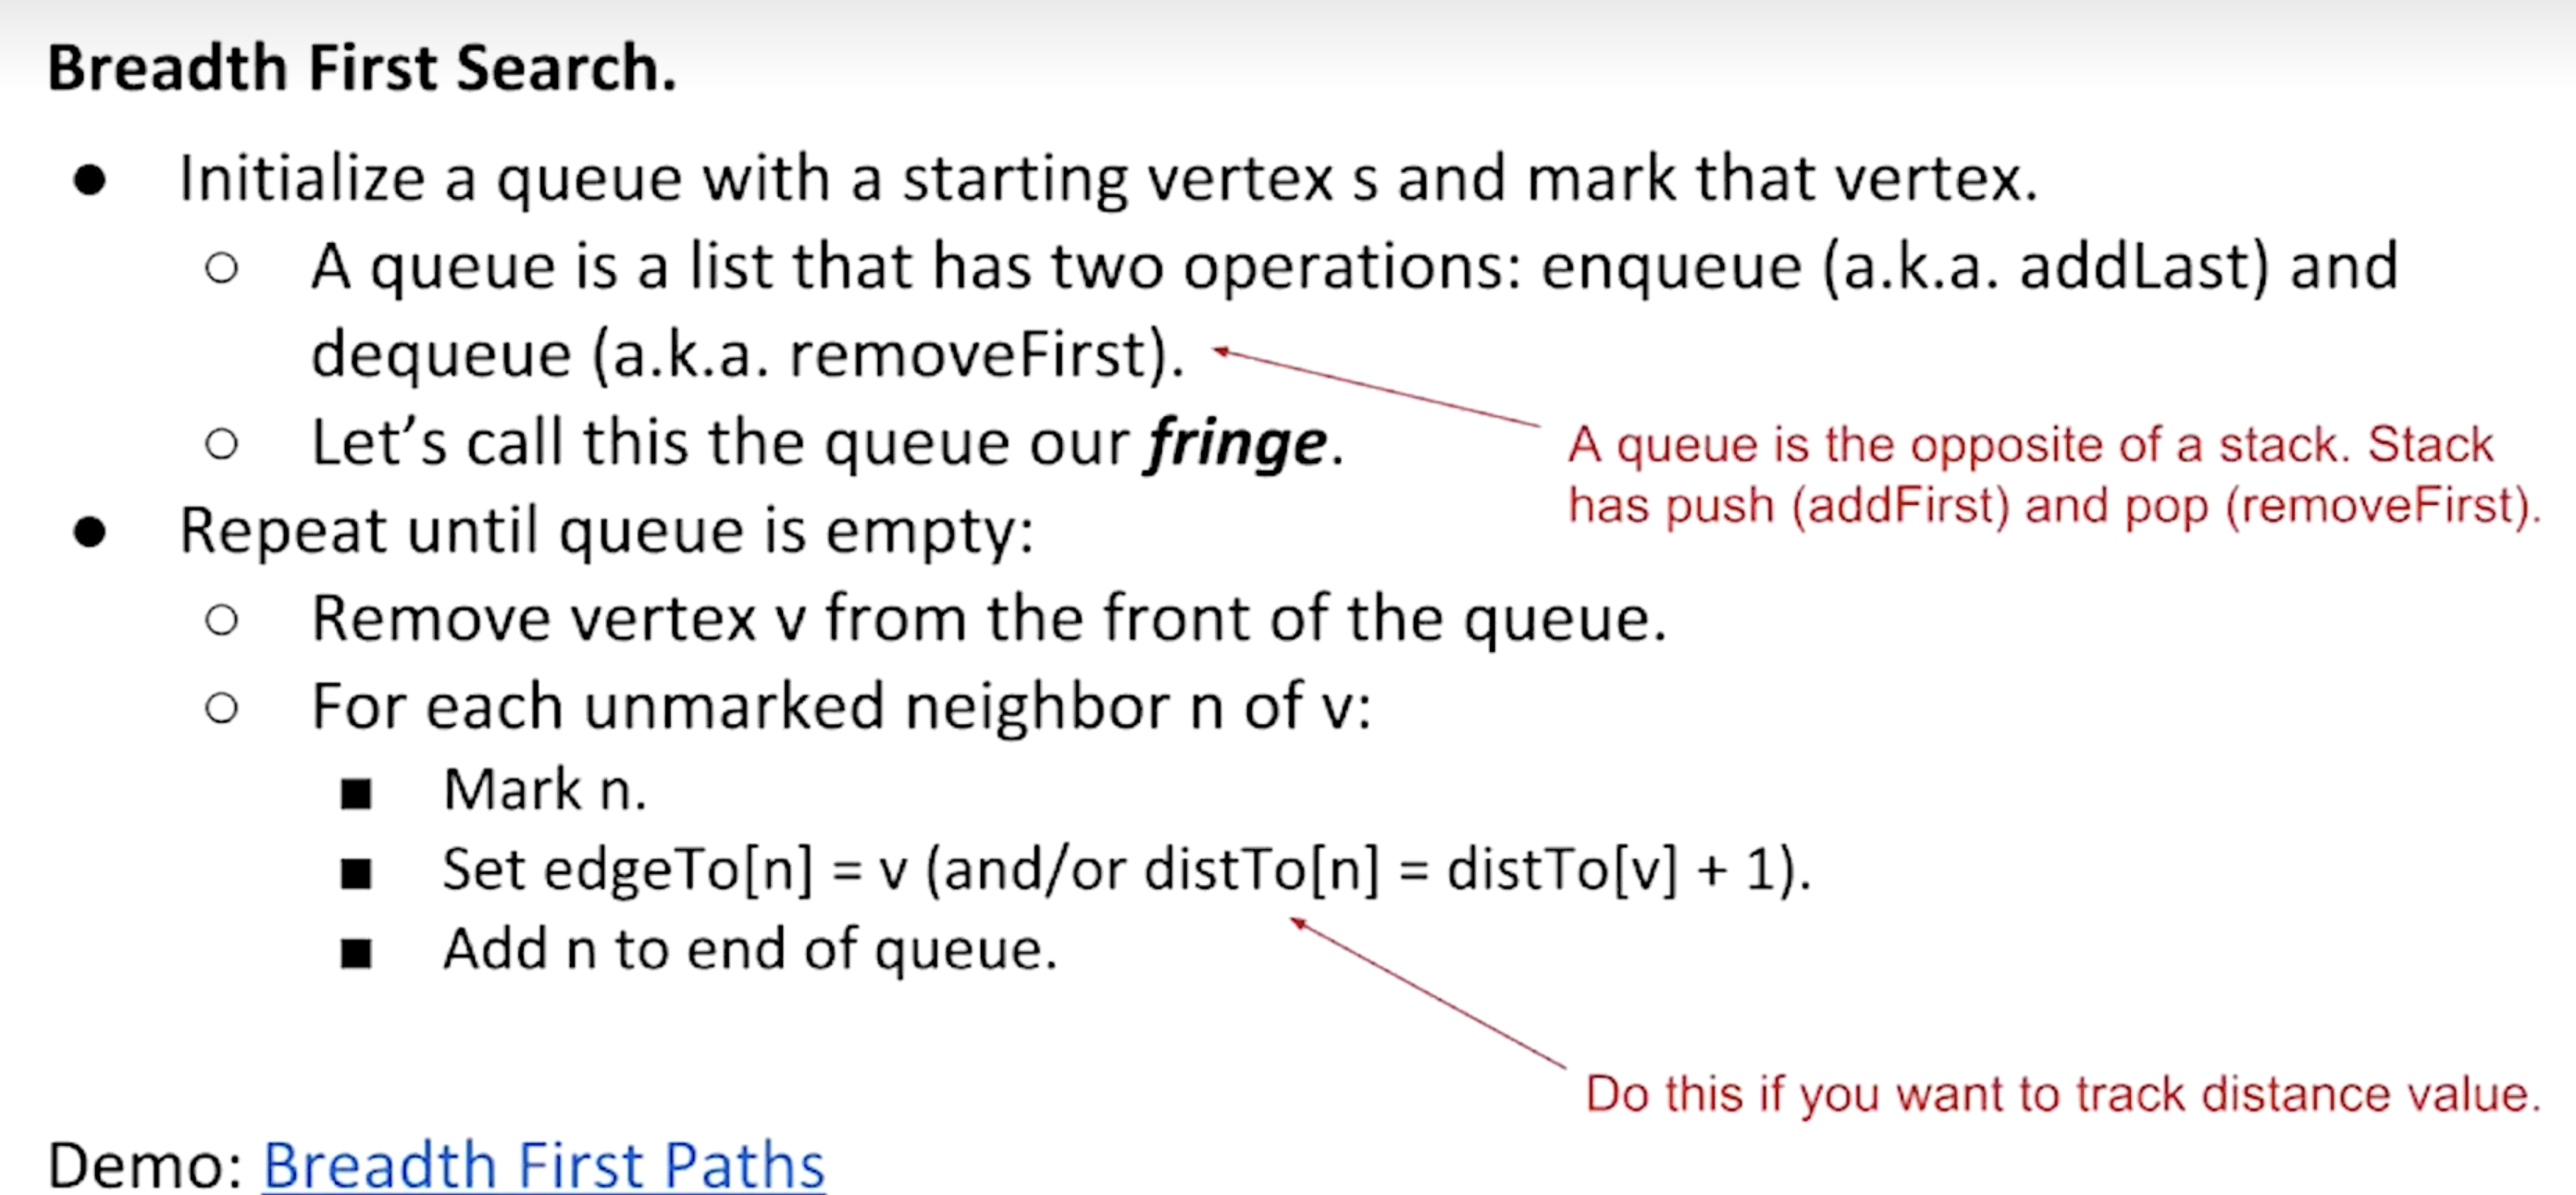 Breadth First Search.
● Initialize a queue with a starting vertex s and mark that vertex.
○ A queue is a list that has two operations: enqueue (a.k.a. addLast) and
dequeue (a.k.a. removeFirst).
○ Let’s call this the queue our fringe.
A queue is the opposite of a stack. Stack
has push (addFirst) and pop (removeFirst).
● Repeat until queue is empty:
○ Remove vertex v from the front of the queue.
○ For each unmarked neighbor n of v:
■ Mark n.
■ Set edgeTo[n] = v (and/or distTo[n] = distTo[v] + 1).
■ Add n to end of queue.
Do this if you want to track distance value.
Demo: Breadth First Paths